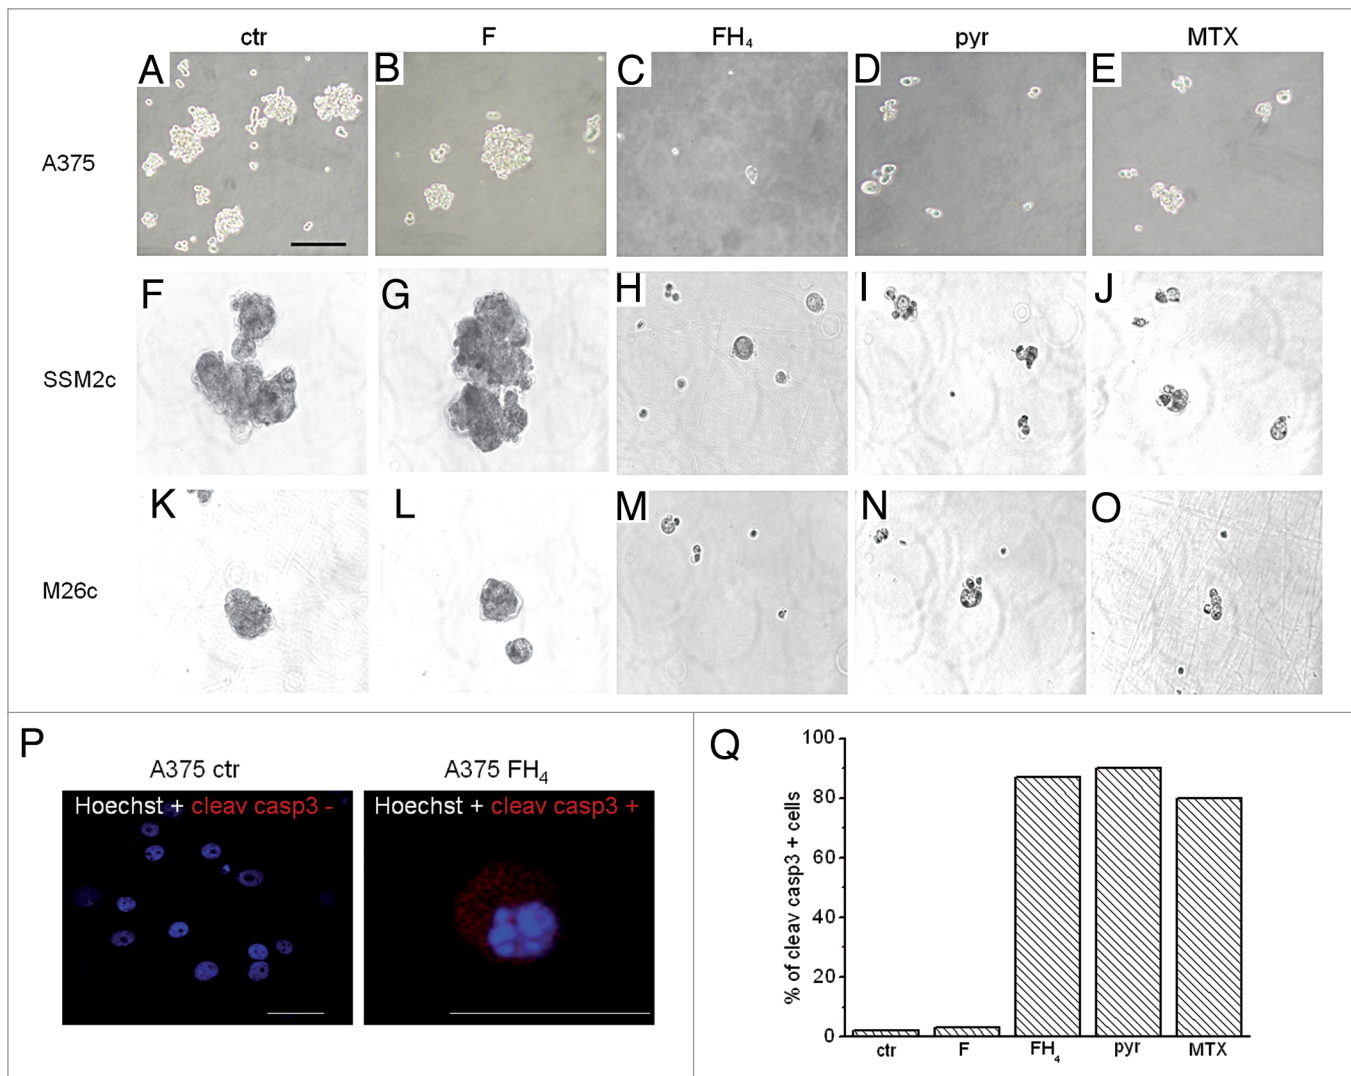 ctr F FH₄ pyr MTX
A B C D E
A375
F G H I J
SSM2c
K L M N O
M26c
P
A375 ctr A375 FH₄
Hoechst + cleav casp3 - Hoechst + cleav casp3 +
Q
% of cleav casp3 + cells
100
80
60
40
20
0
ctr F FH₄ pyr MTX